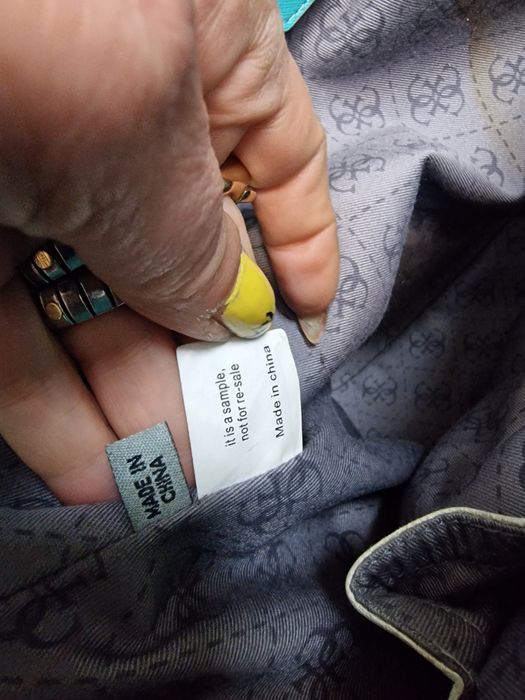 it is a sample,
not for re-sale
Made in china
MADE IN
CHINA